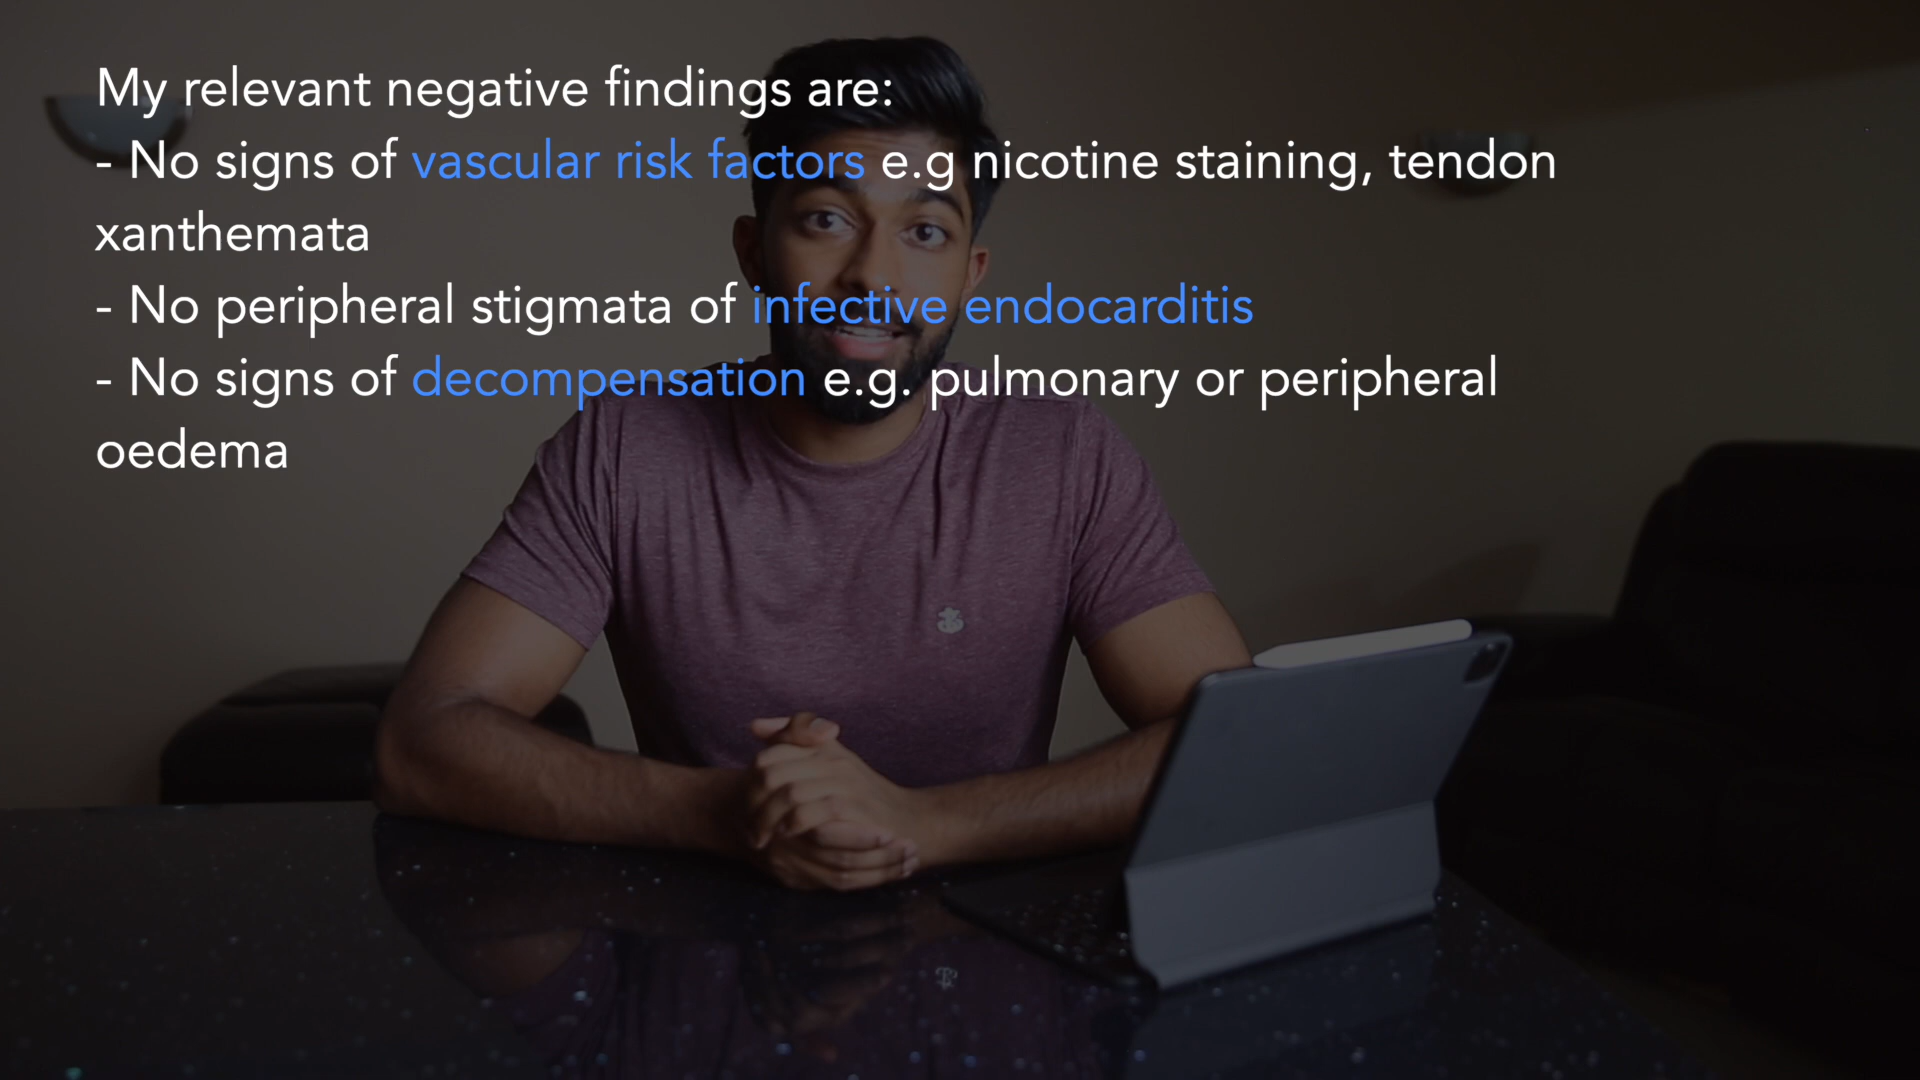 My relevant negative findings are:
- No signs of vascular risk factors e.g nicotine staining, tendon
xanthemata
- No peripheral stigmata of infective endocarditis
- No signs of decompensation e.g. pulmonary or peripheral
oedema